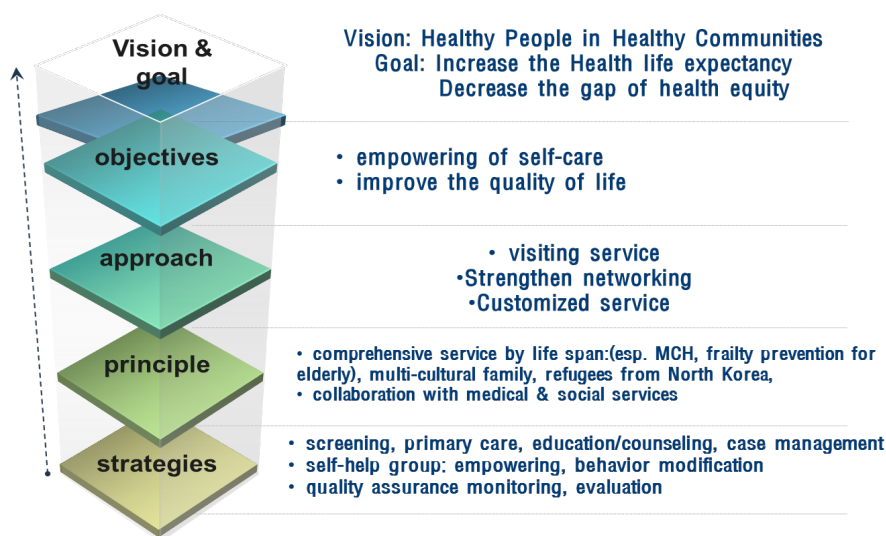 Vision &
goal
Vision: Healthy People in Healthy Communities
Goal: Increase the Health life expectancy
Decrease the gap of health equity
objectives
• empowering of self-care
• improve the quality of life
approach
• visiting service
•Strengthen networking
•Customized service
principle
• comprehensive service by life span:(esp. MCH, frailty prevention for
elderly), multi-cultural family, refugees from North Korea,
• collaboration with medical & social services
strategies
• screening, primary care, education/counseling, case management
• self-help group: empowering, behavior modification
• quality assurance monitoring, evaluation